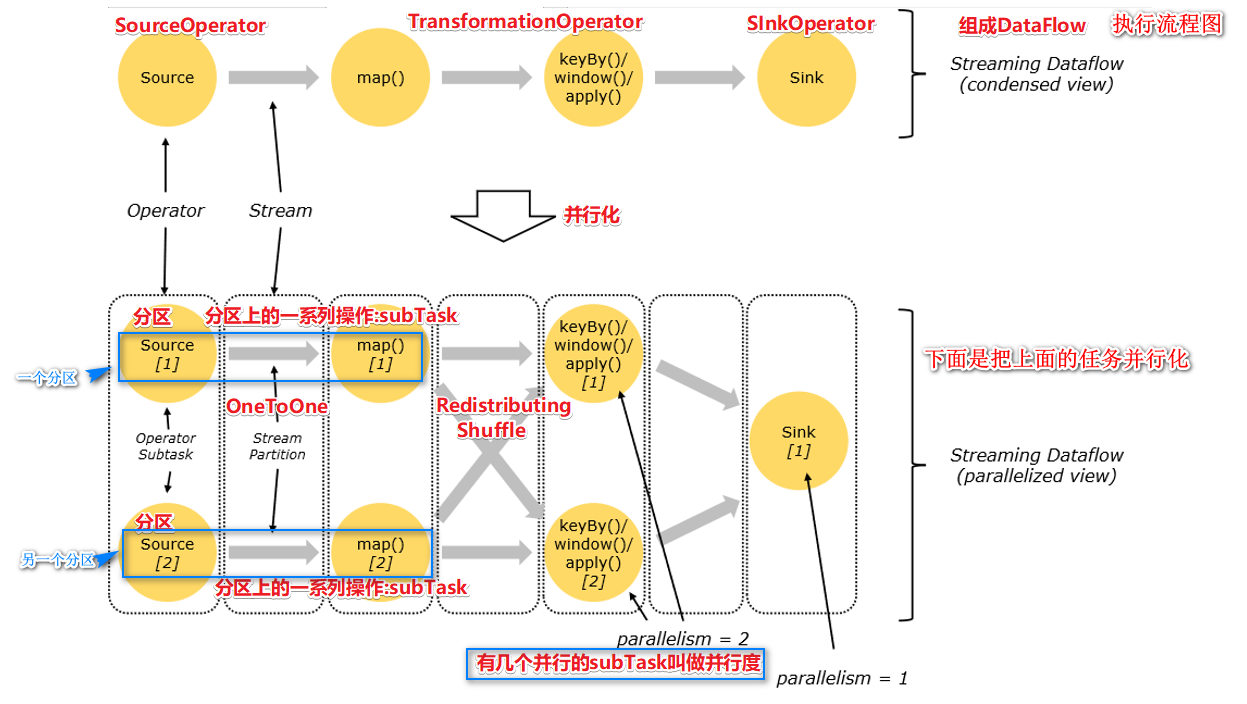 SourceOperator
TransformationOperator
SInkOperator
组成DataFlow
执行流程图
Source
map()
keyBy()/
window()/
apply()
Sink
Streaming Dataflow
(condensed view)
Operator
Stream
并行化
分区
分区上的一系列操作:subTask
Source
[1]
map()
[1]
keyBy()/
window()/
apply()
[1]
一个分区
下面是把上面的任务并行化
OneToOne
Redistributing
Shuffle
Operator
Subtask
Stream
Partition
Sink
[1]
Streaming Dataflow
(parallelized view)
分区
Source
[2]
map()
[2]
keyBy()/
window()/
apply()
[2]
另一个分区
分区上的一系列操作:subTask
parallelism = 2
有几个并行的subTask叫做并行度
parallelism = 1